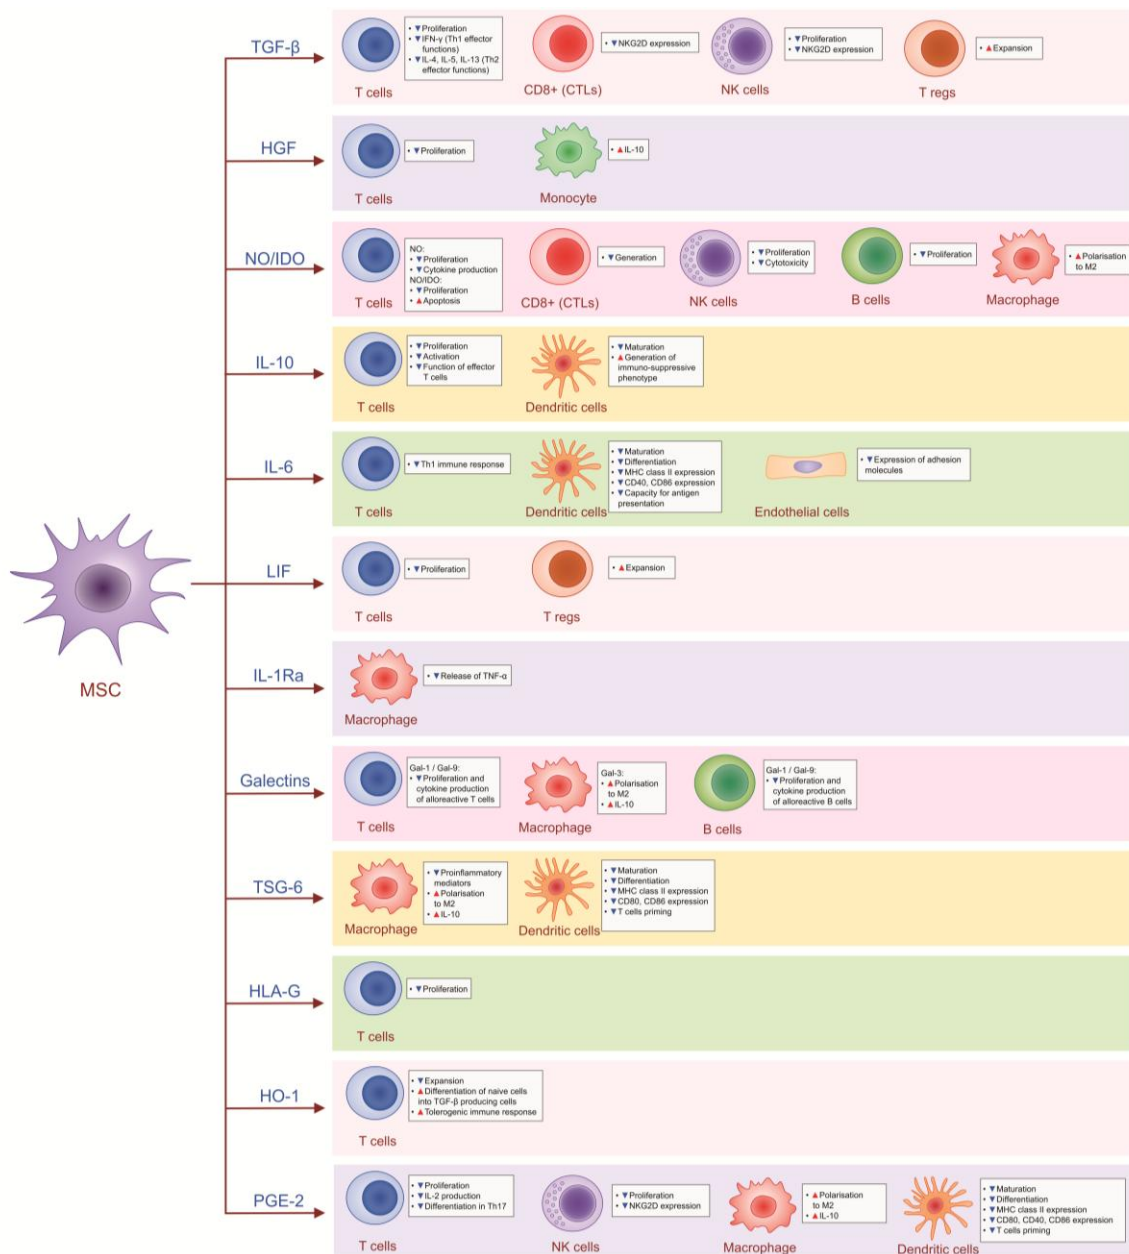 TGF-β
• ▼Proliferation
• ▼IFN-γ (Th1 effector
functions)
• ▼IL-4, IL-5, IL-13 (Th2
effector functions)
T cells
• ▼NKG2D expression
CD8+ (CTLs)
• ▼Proliferation
• ▼NKG2D expression
NK cells
• ▲Expansion
T regs
HGF
• ▼Proliferation
T cells
• ▲IL-10
Monocyte
NO/IDO
NO:
• ▼Proliferation
• ▼Cytokine production
NO/IDO:
• ▼Proliferation
• ▲Apoptosis
T cells
• ▼Generation
CD8+ (CTLs)
• ▼Proliferation
• ▼Cytotoxicity
NK cells
• ▼Proliferation
B cells
• ▲Polarisation
to M2
Macrophage
IL-10
• ▼Proliferation
• ▼Activation
• ▼Function of effector
T cells
T cells
• ▼Maturation
• ▲Generation of
immuno-suppressive
phenotype
Dendritic cells
IL-6
• ▼Th1 immune response
T cells
• ▼Maturation
• ▼Differentiation
• ▼MHC class II expression
• ▼CD40, CD86 expression
• ▼Capacity for antigen
presentation
Dendritic cells
• ▼Expression of adhesion
molecules
Endothelial cells
MSC
LIF
• ▼Proliferation
T cells
• ▲Expansion
T regs
IL-1Ra
• ▼Release of TNF-α
Macrophage
Galectins
Gal-1 / Gal-9:
• ▼Proliferation and
cytokine production
of alloreactive T cells
T cells
Gal-3:
• ▲Polarisation
to M2
• ▲IL-10
Macrophage
Gal-1 / Gal-9:
• ▼Proliferation and
cytokine production
of alloreactive B cells
B cells
TSG-6
• ▼Proinflammatory
mediators
• ▲Polarisation
to M2
• ▲IL-10
Macrophage
• ▼Maturation
• ▼Differentiation
• ▼MHC class II expression
• ▼CD80, CD86 expression
• ▼T cells priming
Dendritic cells
HLA-G
• ▼Proliferation
T cells
HO-1
• ▼Expansion
• ▲Differentiation of naive cells
into TGF-β producing cells
• ▲Tolerogenic immune response
T cells
PGE-2
• ▼Proliferation
• ▼IL-2 production
• ▼Differentiation in Th17
T cells
• ▼Proliferation
• ▼NKG2D expression
NK cells
• ▲Polarisation
to M2
• ▲IL-10
Macrophage
• ▼Maturation
• ▼Differentiation
• ▼MHC class II expression
• ▼CD80, CD40, CD86 expression
• ▼T cells priming
Dendritic cells